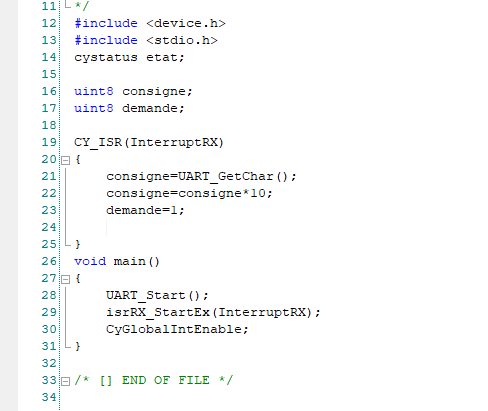 11 */
12 #include <device.h>
13 #include <stdio.h>
14 cystatus etat;
15
16 uint8 consigne;
17 uint8 demande;
18
19 CY_ISR(InterruptRX)
20 {
21 consigne=UART_GetChar();
22 consigne=consigne*10;
23 demande=1;
24
25 }
26 void main()
27 {
28 UART_Start();
29 isrRX_StartEx(InterruptRX);
30 CyGlobalIntEnable;
31 }
32
33 /* [] END OF FILE */
34